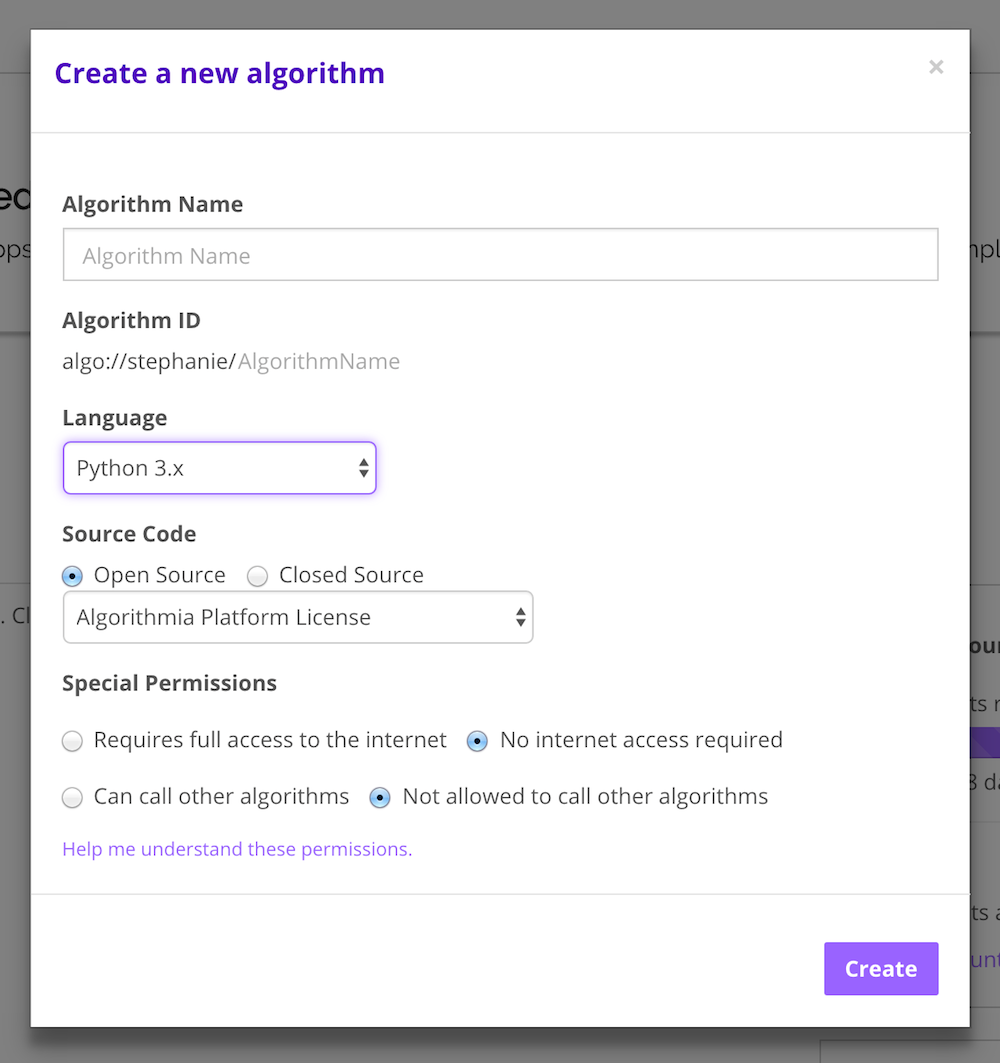 Create a new algorithm ×
Algorithm Name
Algorithm Name
Algorithm ID
algo://stephanie/AlgorithmName
Language
Python 3.x
Source Code
Open Source Closed Source
Algorithmia Platform License
Special Permissions
Requires full access to the internet No internet access required
Can call other algorithms Not allowed to call other algorithms
Help me understand these permissions.
Create